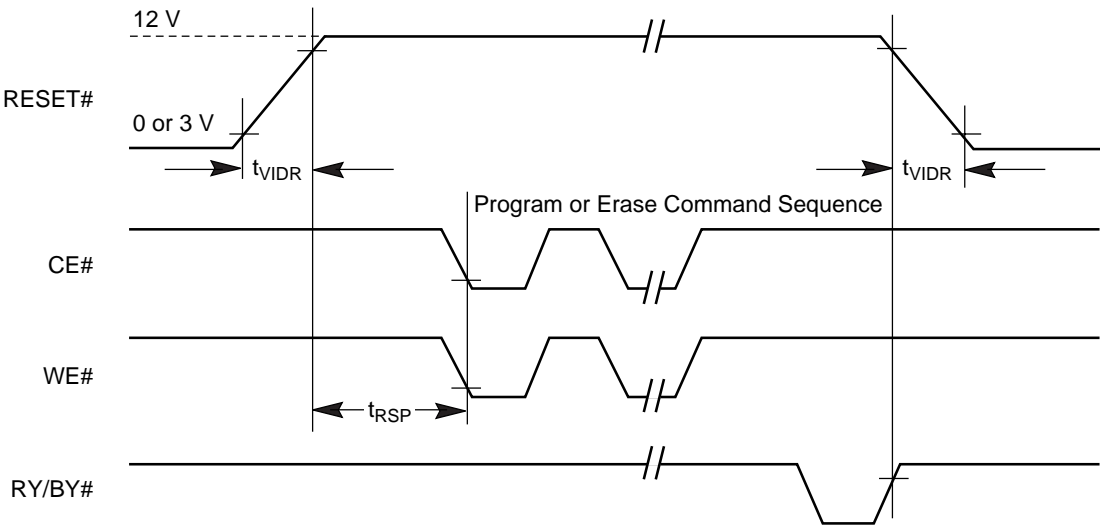 12 V
RESET#
0 or 3 V
tVIDR
tVIDR
Program or Erase Command Sequence
CE#
WE#
tRSP
RY/BY#